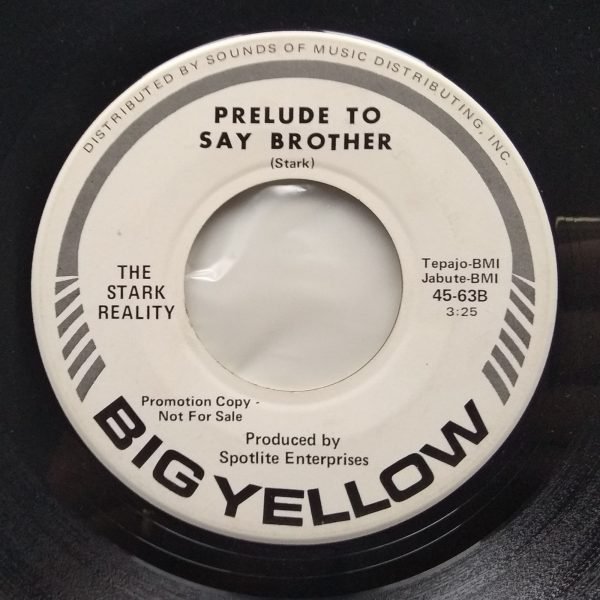 DISTRIBUTED BY SOUNDS OF MUSIC DISTRIBUTING, INC.
PRELUDE TO
SAY BROTHER
(Stark)
THE
STARK
REALITY
Tepajo-BMI
Jabute-BMI
45-63B
3:25
Promotion Copy -
Not For Sale
Produced by
Spotlite Enterprises
BIG YELLOW